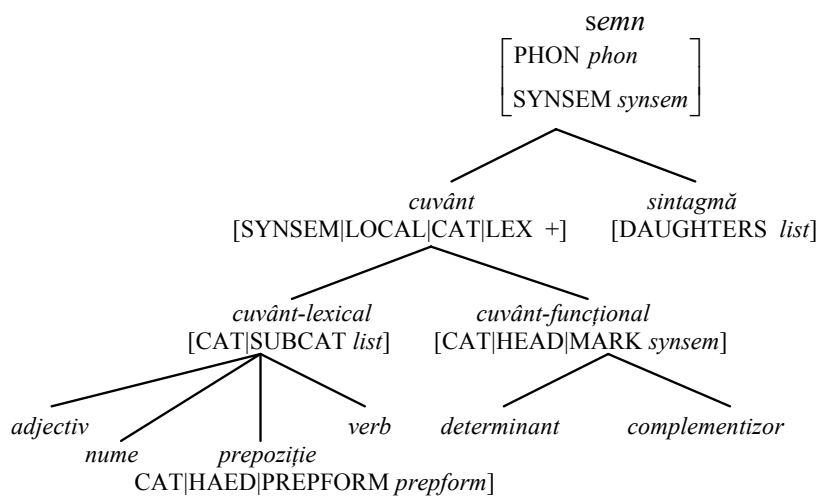 semn
PHON phon
SYNSEM synsem
cuvânt sintagmă
[SYNSEM|LOCAL|CAT|LEX +] [DAUGHTERS list]
cuvânt-lexical cuvânt-funcțional
[CAT|SUBCAT list] [CAT|HEAD|MARK synsem]
adjectiv verb determinant complementizor
nume prepoziție
CAT|HAED|PREPFORM prepform]